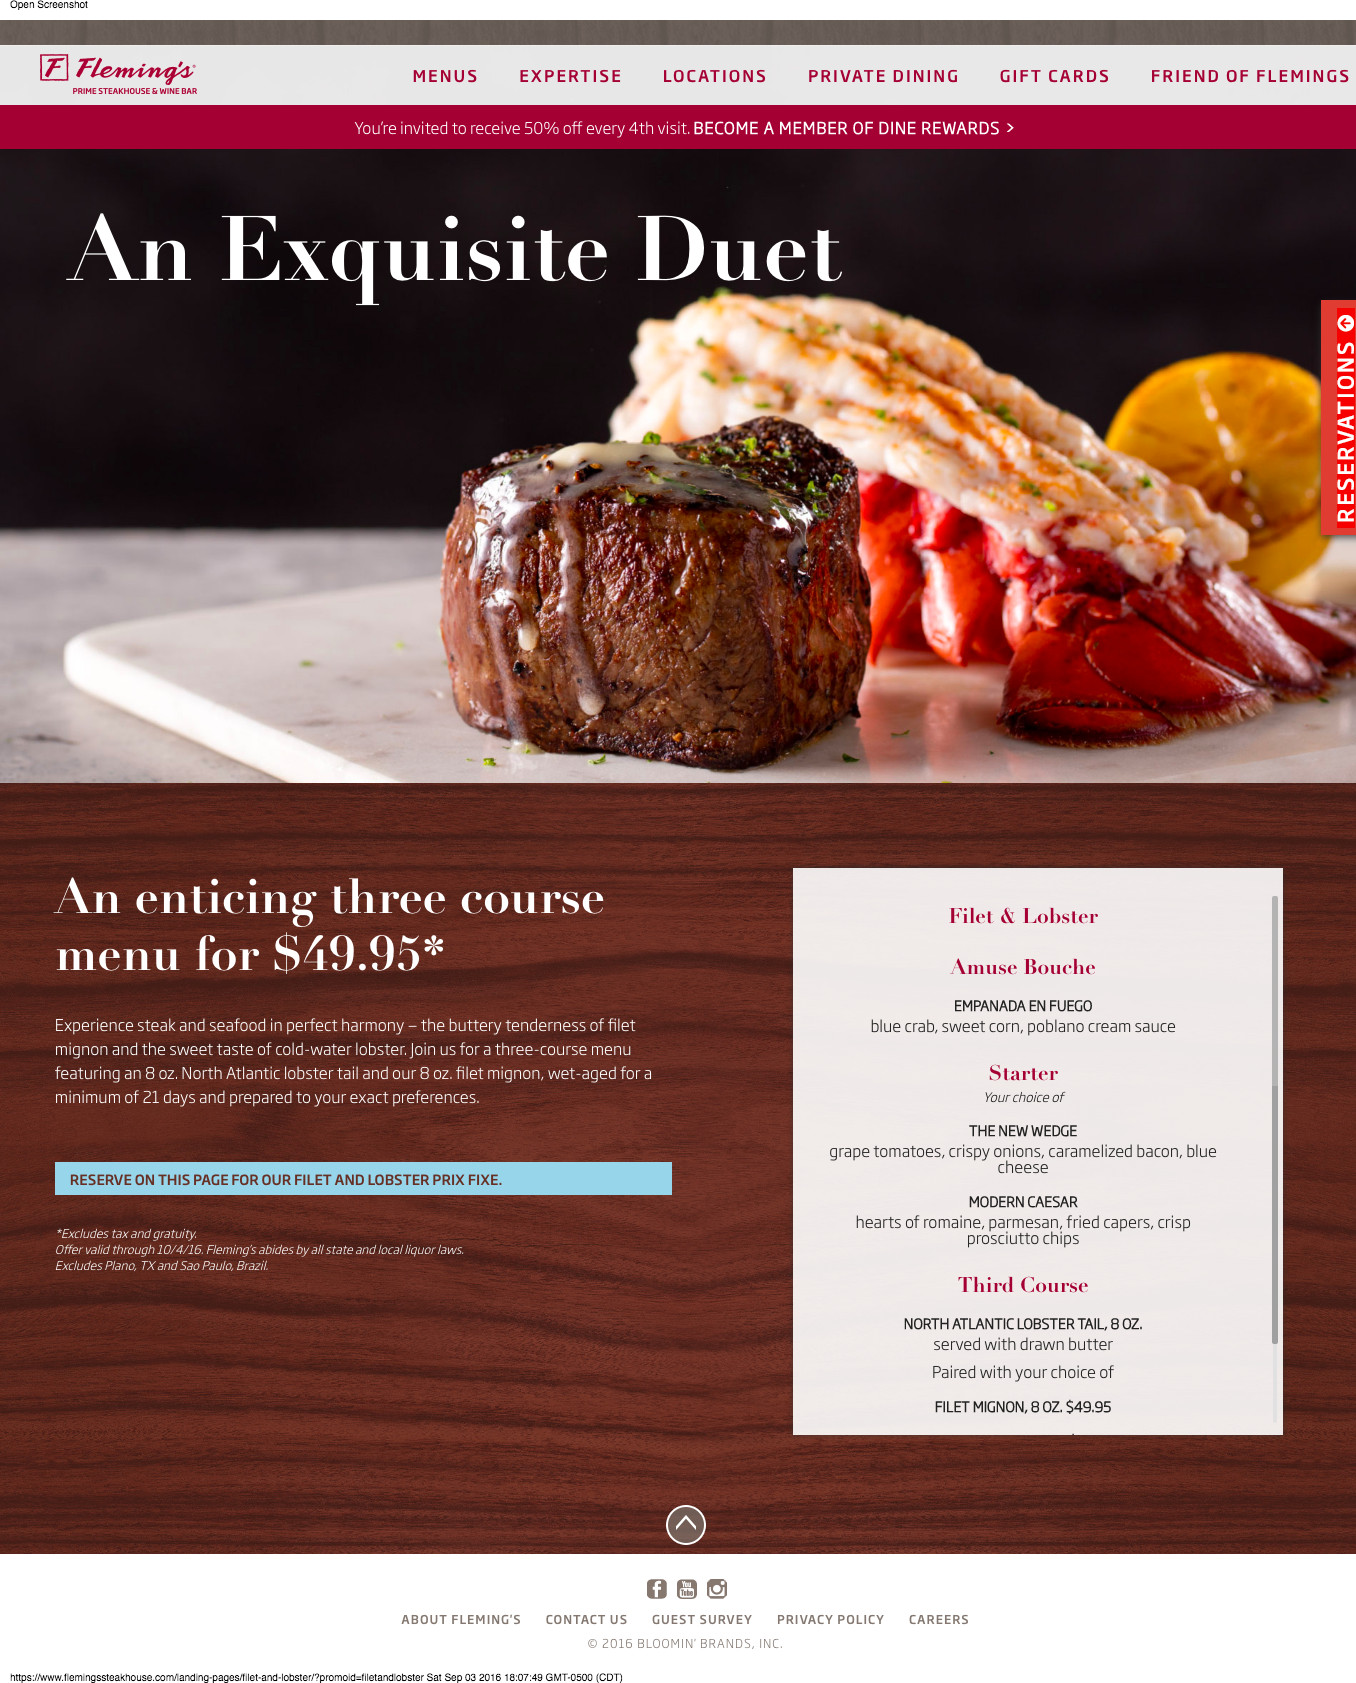 Open Screenshot
F Fleming's
PRIME STEAKHOUSE & WINE BAR
MENUS EXPERTISE LOCATIONS PRIVATE DINING GIFT CARDS FRIEND OF FLEMINGS
You're invited to receive 50% off every 4th visit. BECOME A MEMBER OF DINE REWARDS >
An Exquisite Duet
RESERVATIONS
An enticing three course
menu for $49.95*
Experience steak and seafood in perfect harmony – the buttery tenderness of filet
mignon and the sweet taste of cold-water lobster. Join us for a three-course menu
featuring an 8 oz. North Atlantic lobster tail and our 8 oz. filet mignon, wet-aged for a
minimum of 21 days and prepared to your exact preferences.
RESERVE ON THIS PAGE FOR OUR FILET AND LOBSTER PRIX FIXE.
*Excludes tax and gratuity.
Offer valid through 10/4/16. Fleming's abides by all state and local liquor laws.
Excludes Plano, TX and Sao Paulo, Brazil.
Filet & Lobster
Amuse Bouche
EMPANADA EN FUEGO
blue crab, sweet corn, poblano cream sauce
Starter
Your choice of
THE NEW WEDGE
grape tomatoes, crispy onions, caramelized bacon, blue
cheese
MODERN CAESAR
hearts of romaine, parmesan, fried capers, crisp
prosciutto chips
Third Course
NORTH ATLANTIC LOBSTER TAIL, 8 OZ.
served with drawn butter
Paired with your choice of
FILET MIGNON, 8 OZ. $49.95
f You Tube
ABOUT FLEMING'S CONTACT US GUEST SURVEY PRIVACY POLICY CAREERS
© 2016 BLOOMIN' BRANDS, INC.
https://www.flemingssteakhouse.com/landing-pages/filet-and-lobster/?promoid=filetandlobster Sat Sep 03 2016 18:07:49 GMT-0500 (CDT)